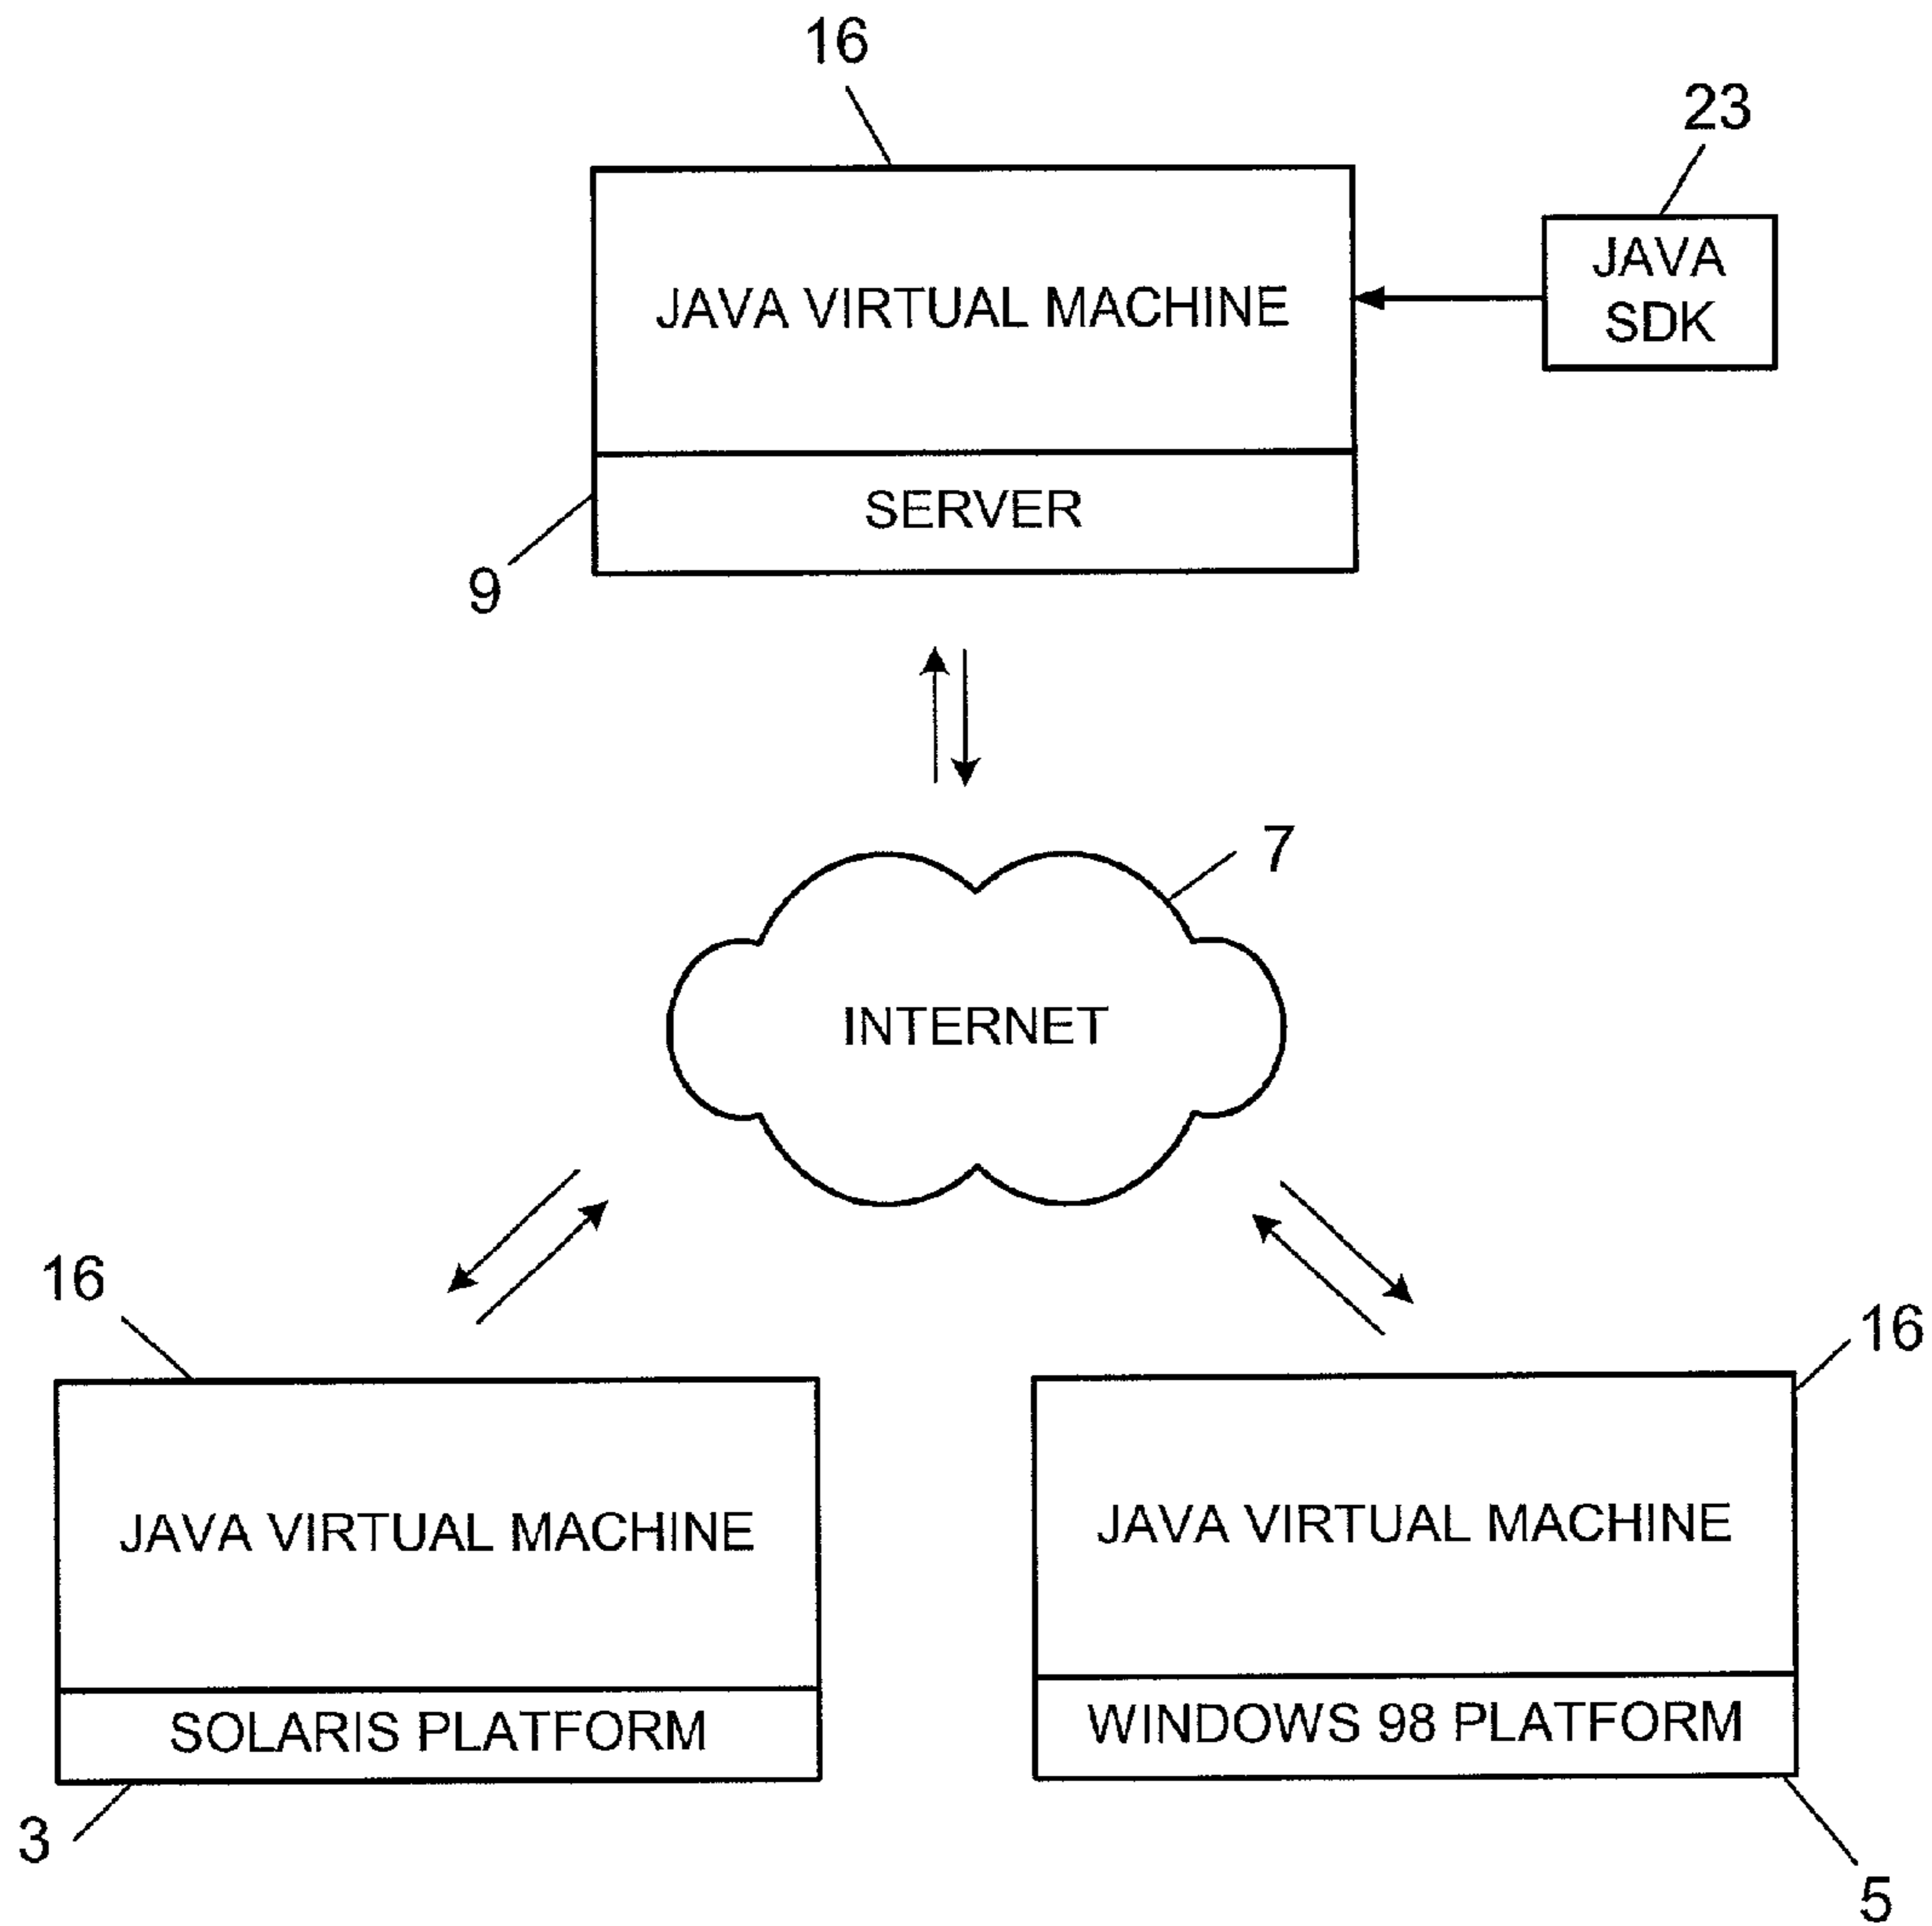 16
23
JAVA
SDK
JAVA VIRTUAL MACHINE
SERVER
9
7
INTERNET
16
16
JAVA VIRTUAL MACHINE
JAVA VIRTUAL MACHINE
SOLARIS PLATFORM
WINDOWS 98 PLATFORM
3
5